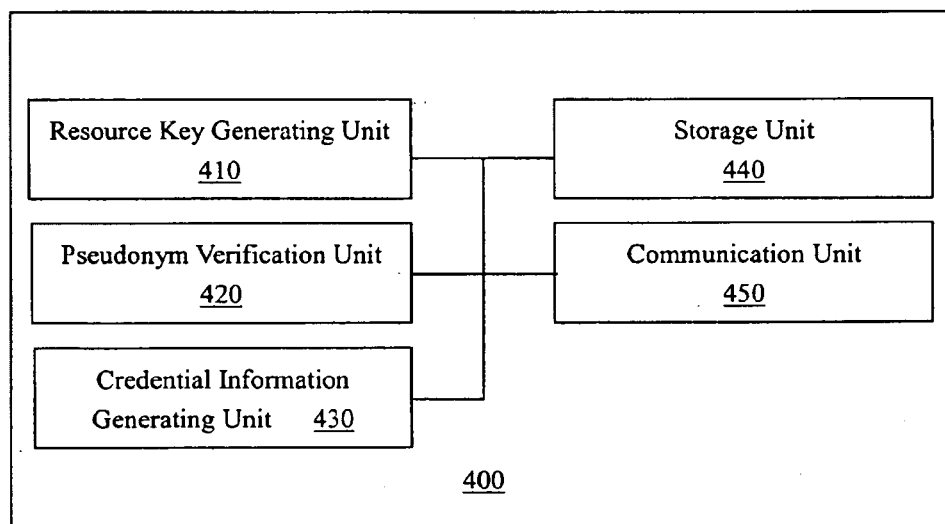 Resource Key Generating Unit
410
Storage Unit
440
Pseudonym Verification Unit
420
Communication Unit
450
Credential Information
Generating Unit 430
400